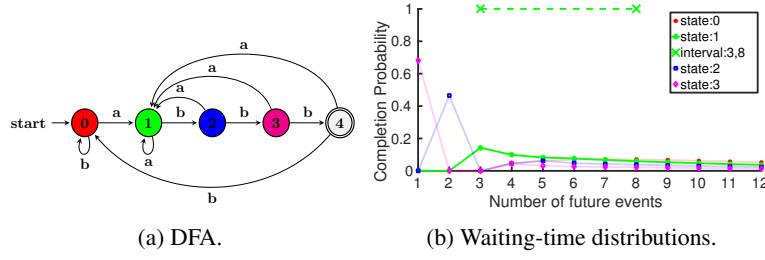 a
a
a
a
b
b
b
start
0
1
2
3
4
b
a
b
(a) DFA.
Completion Probability
1
0.8
0.6
0.4
0.2
0
1
2
3
4
5
6
7
8
9
10
11
12
Number of future events
state:0
state:1
interval:3,8
state:2
state:3
(b) Waiting-time distributions.